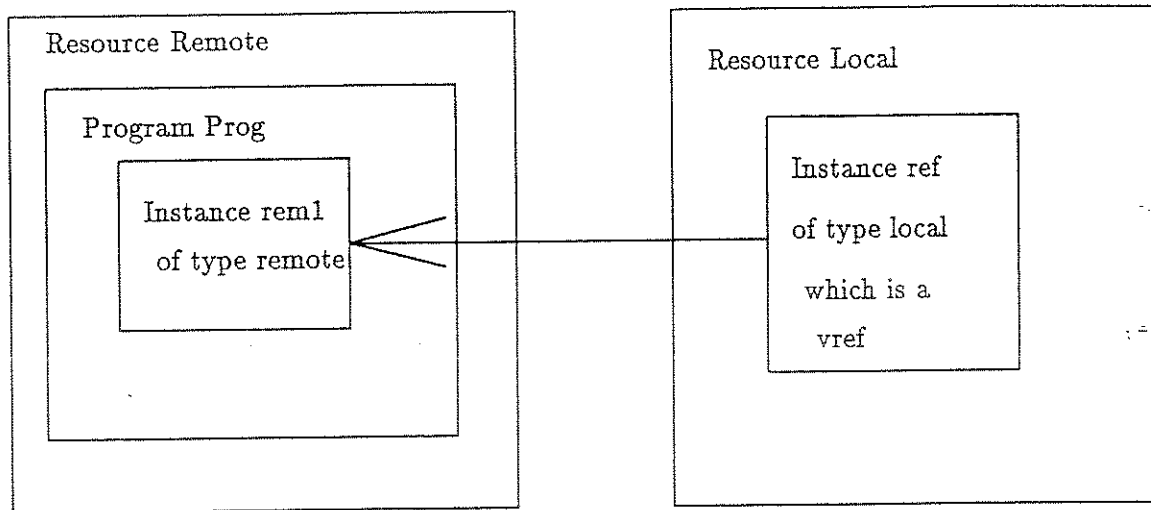 Resource Remote
Program Prog
Instance rem1
of type remote
Resource Local
Instance ref
of type local
which is a
vref